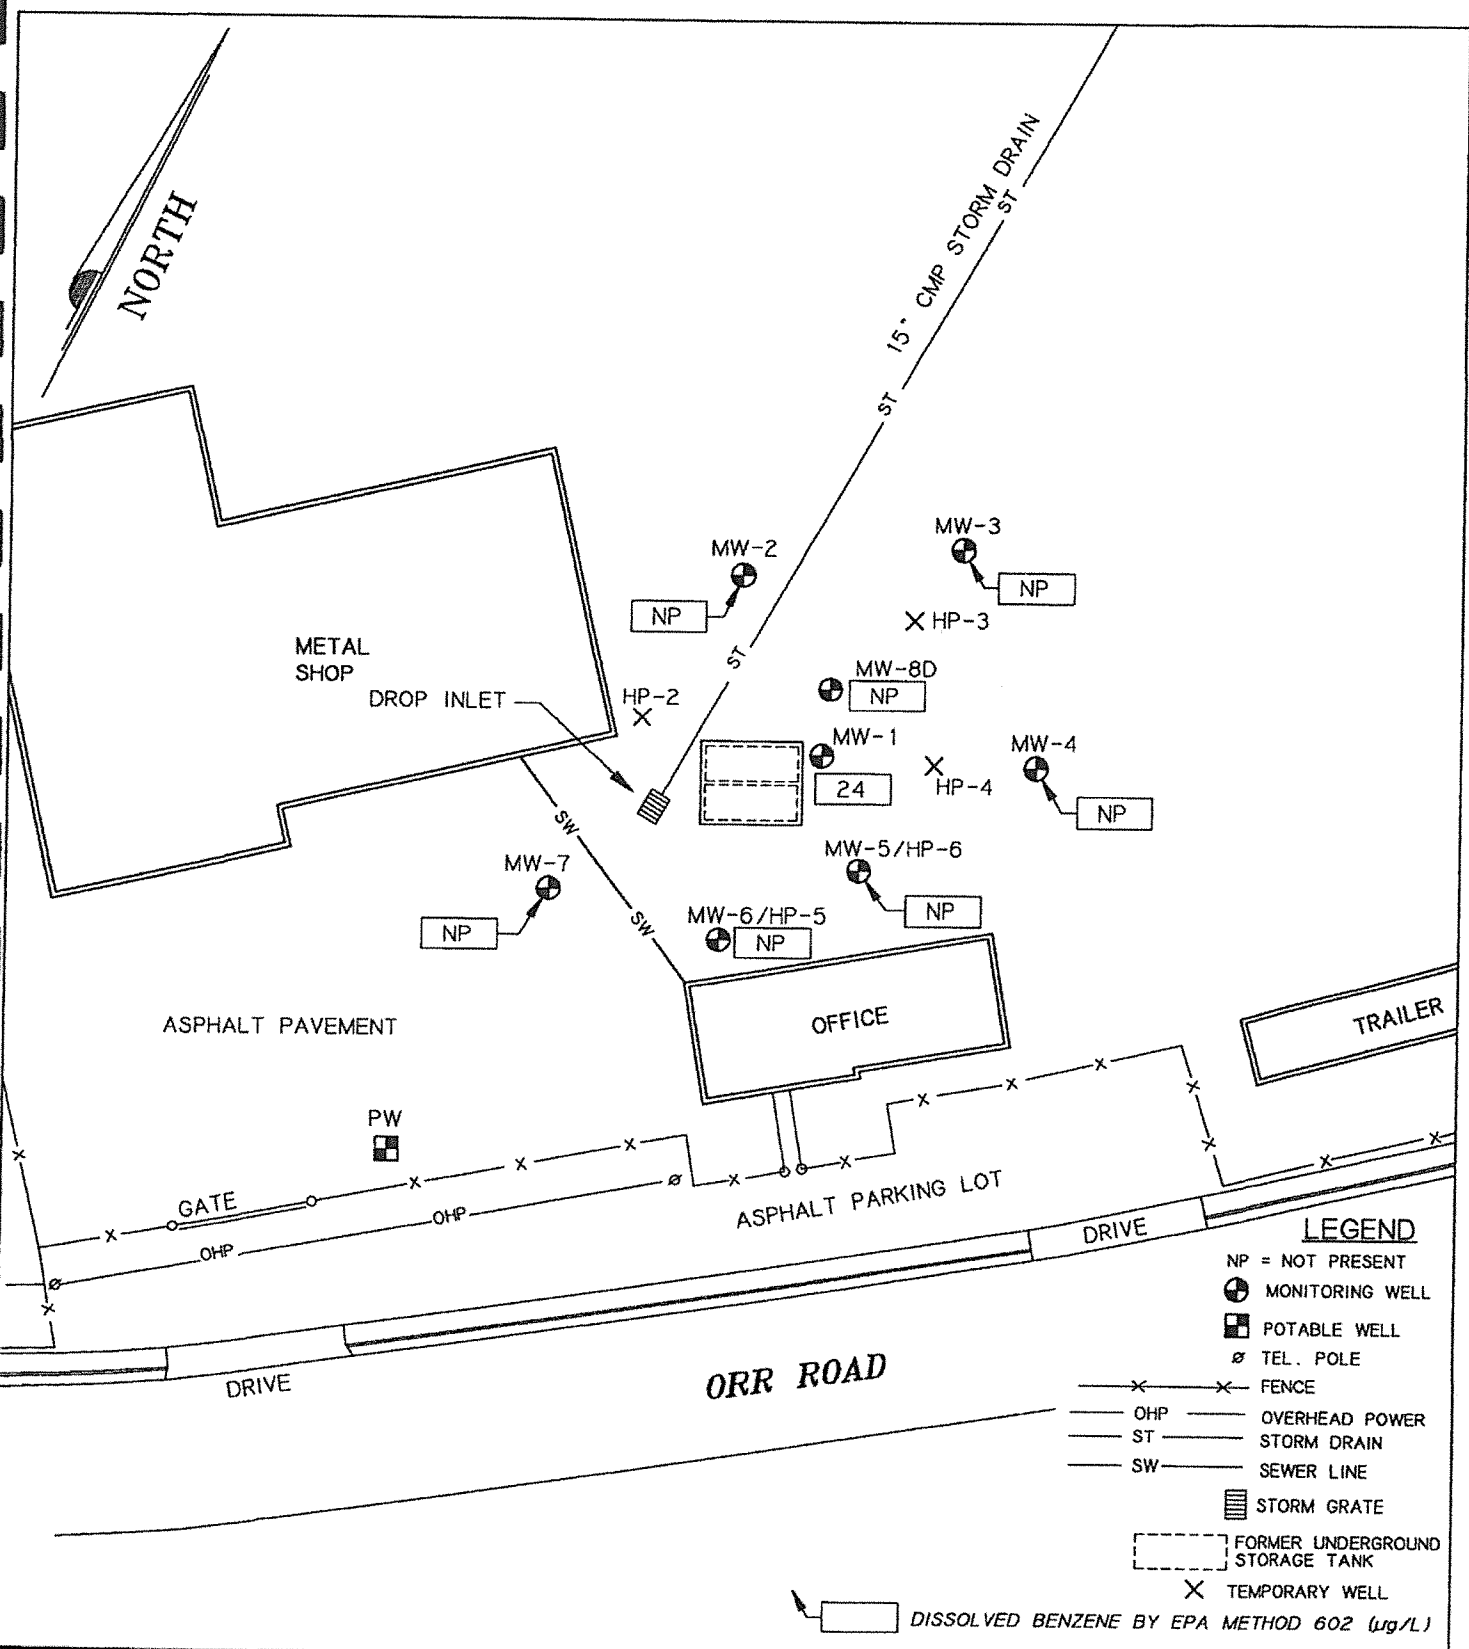 NORTH
15" CMP STORM DRAIN
ST
ST
ST
MW-3
NP
MW-2
NP
HP-3
METAL
SHOP
MW-8D
NP
DROP INLET
HP-2
MW-1
24
HP-4
MW-4
NP
SW
SW
MW-5/HP-6
NP
MW-7
NP
MW-6/HP-5
NP
OFFICE
TRAILER
ASPHALT PAVEMENT
PW
GATE
OHP
OHP
ASPHALT PARKING LOT
DRIVE
DRIVE
ORR ROAD
LEGEND
NP = NOT PRESENT
MONITORING WELL
POTABLE WELL
TEL. POLE
FENCE
OHP OVERHEAD POWER
ST STORM DRAIN
SW SEWER LINE
STORM GRATE
FORMER UNDERGROUND
STORAGE TANK
TEMPORARY WELL
DISSOLVED BENZENE BY EPA METHOD 602 (µg/L)